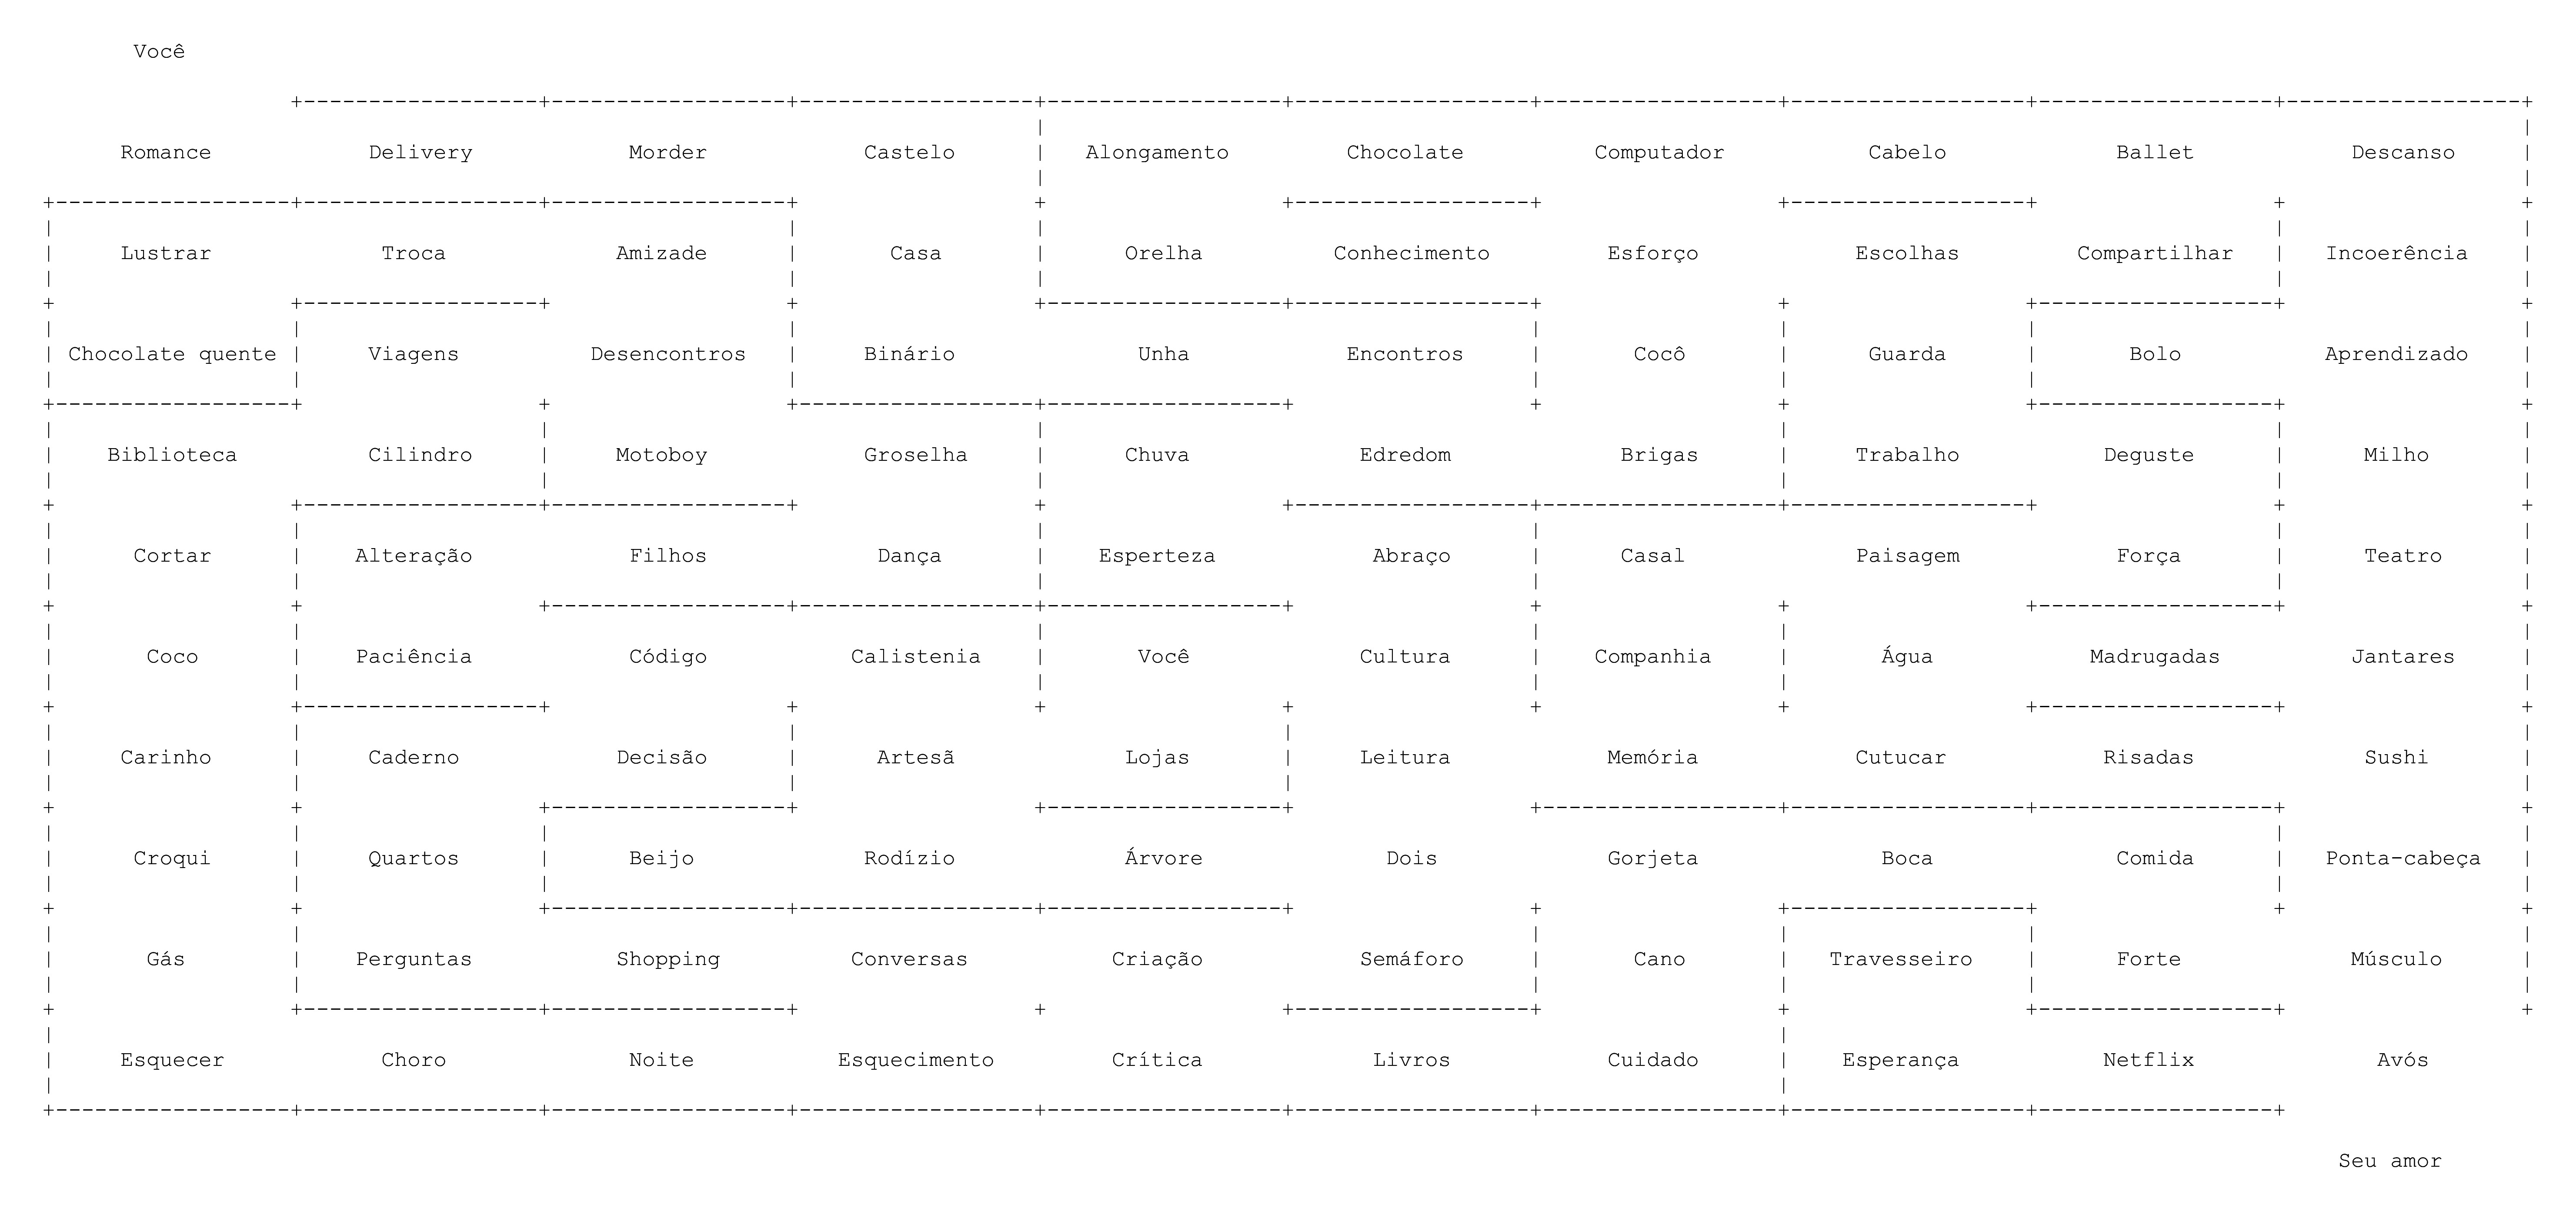 Você
Romance Delivery Morder Castelo Alongamento Chocolate Computador Cabelo Ballet Descanso
Lustrar Troca Amizade Casa Orelha Conhecimento Esforço Escolhas Compartilhar Incoerência
Chocolate quente Viagens Desencontros Binário Unha Encontros Cocô Guarda Bolo Aprendizado
Biblioteca Cilindro Motoboy Groselha Chuva Edredom Brigas Trabalho Deguste Milho
Cortar Alteração Filhos Dança Esperteza Abraço Casal Paisagem Força Teatro
Coco Paciência Código Calistenia Você Cultura Companhia Água Madrugadas Jantares
Carinho Caderno Decisão Artesã Lojas Leitura Memória Cutucar Risadas Sushi
Croqui Quartos Beijo Rodízio Árvore Dois Gorjeta Boca Comida Ponta-cabeça
Gás Perguntas Shopping Conversas Criação Semáforo Cano Travesseiro Forte Músculo
Esquecer Choro Noite Esquecimento Crítica Livros Cuidado Esperança Netflix Avós
Seu amor